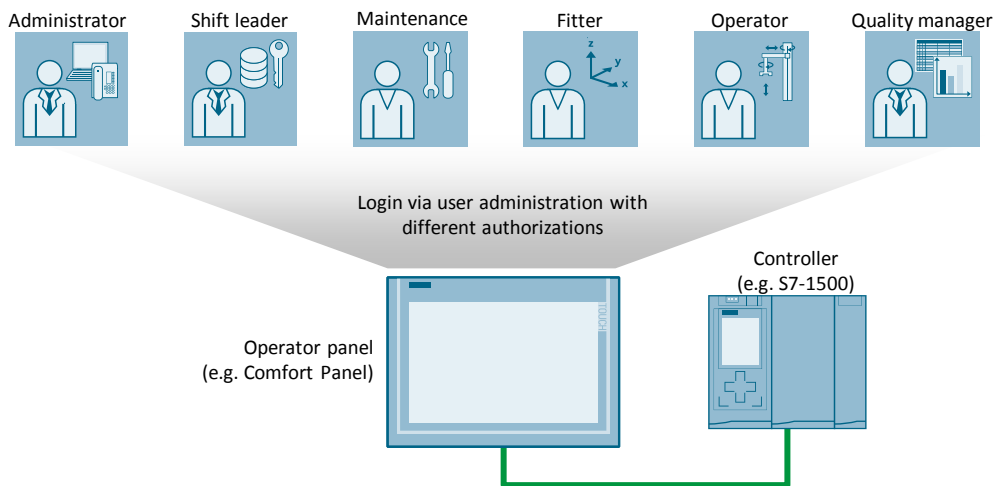 Administrator
Shift leader
Maintenance
Fitter
Operator
Quality manager
z
y
x
Login via user administration with
different authorizations
Controller
(e.g. S7-1500)
TOUCH
Operator panel
(e.g. Comfort Panel)